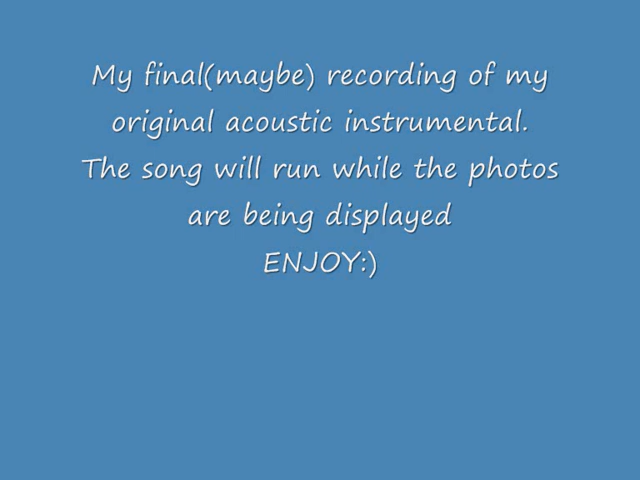 My final(maybe) recording of my
original acoustic instrumental.
The song will run while the photos
are being displayed
ENJOY:)